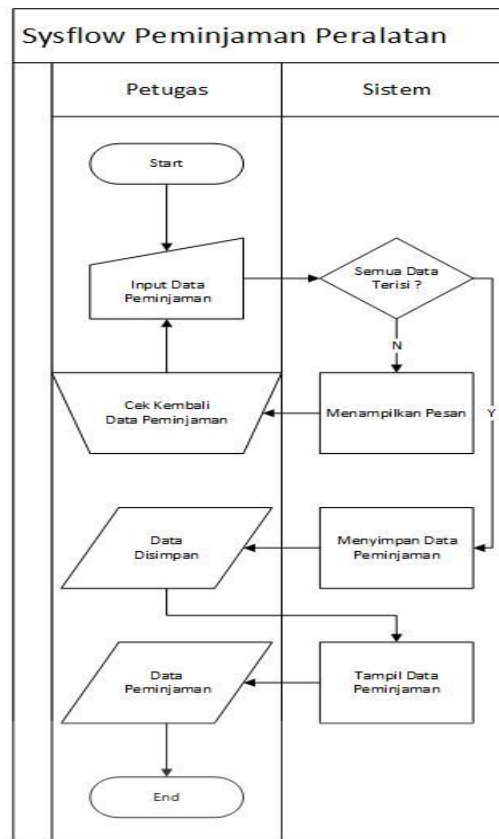 Sysflow Peminjaman Peralatan
Petugas
Sistem
Start
Input Data
Peminjaman
Semua Data
Terisi ?
N
Y
Cek Kembali
Data Peminjaman
Menampilkan Pesan
Data
Disimpan
Menyimpan Data
Peminjaman
Data
Peminjaman
Tampil Data
Peminjaman
End